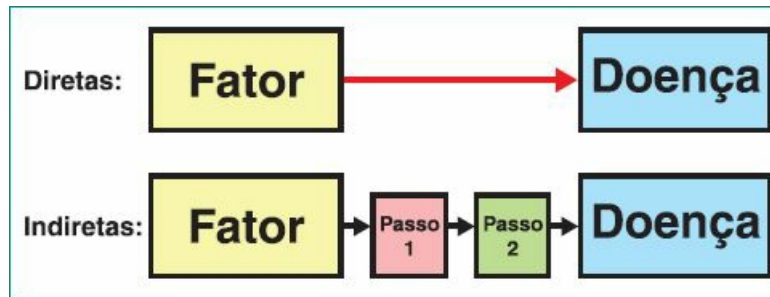 Diretas: Fator Doença
Indiretas: Fator Passo 1 Passo 2 Doença